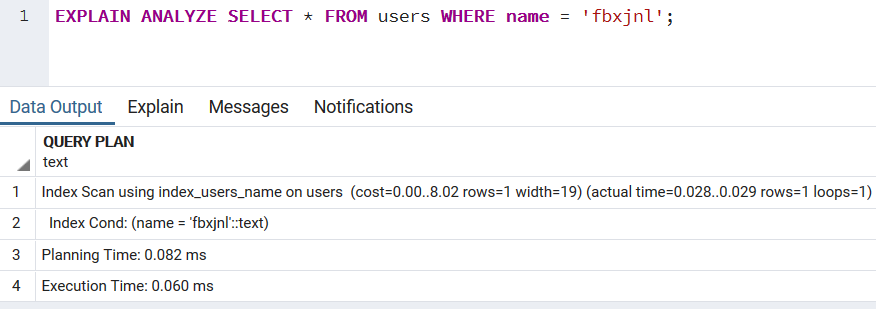 1 EXPLAIN ANALYZE SELECT * FROM users WHERE name = 'fbxjnl';
Data Output Explain Messages Notifications
QUERY PLAN
text
1 Index Scan using index_users_name on users (cost=0.00..8.02 rows=1 width=19) (actual time=0.028..0.029 rows=1 loops=1)
2 Index Cond: (name = 'fbxjnl'::text)
3 Planning Time: 0.082 ms
4 Execution Time: 0.060 ms